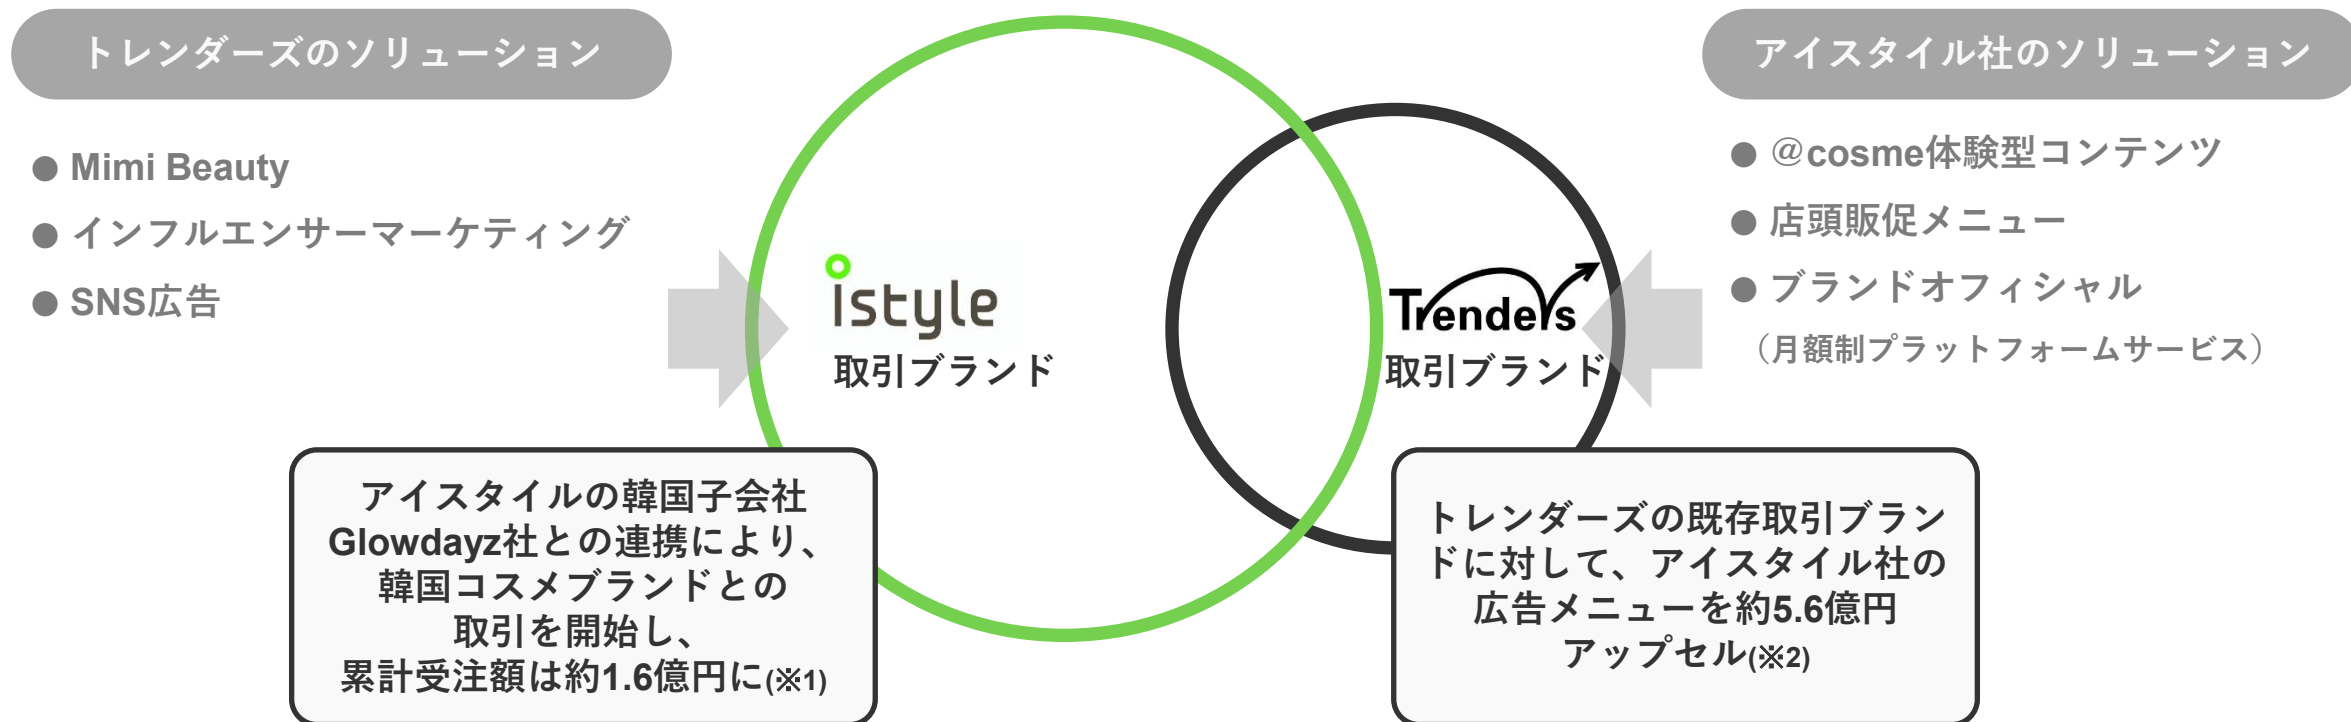 トレンダーズのソリューション
● Mimi Beauty
● インフルエンサーマーケティング
● SNS広告
istyle
取引ブランド
Trenders
取引ブランド
アイスタイル社のソリューション
● @cosme体験型コンテンツ
● 店頭販促メニュー
● ブランドオフィシャル
（月額制プラットフォームサービス）
アイスタイルの韓国子会社
Glowdayz社との連携により、
韓国コスメブランドとの
取引を開始し、
累計受注額は約1.6億円に(※1)
トレンダーズの既存取引ブラン
ドに対して、アイスタイル社の
広告メニューを約5.6億円
アップセル(※2)